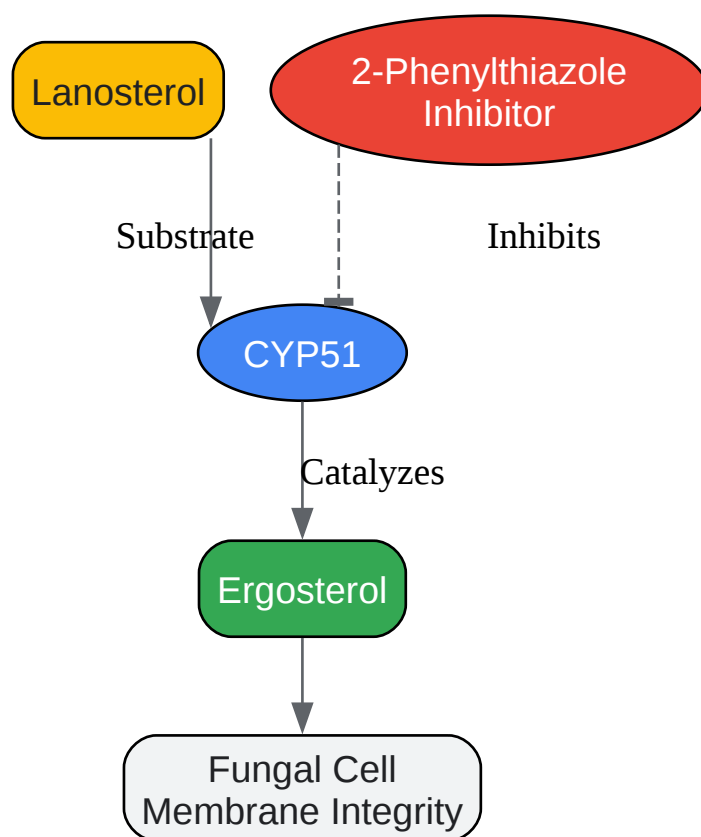 Lanosterol
2-Phenylthiazole
Inhibitor
Substrate
Inhibits
CYP51
Catalyzes
Ergosterol
Fungal Cell
Membrane Integrity